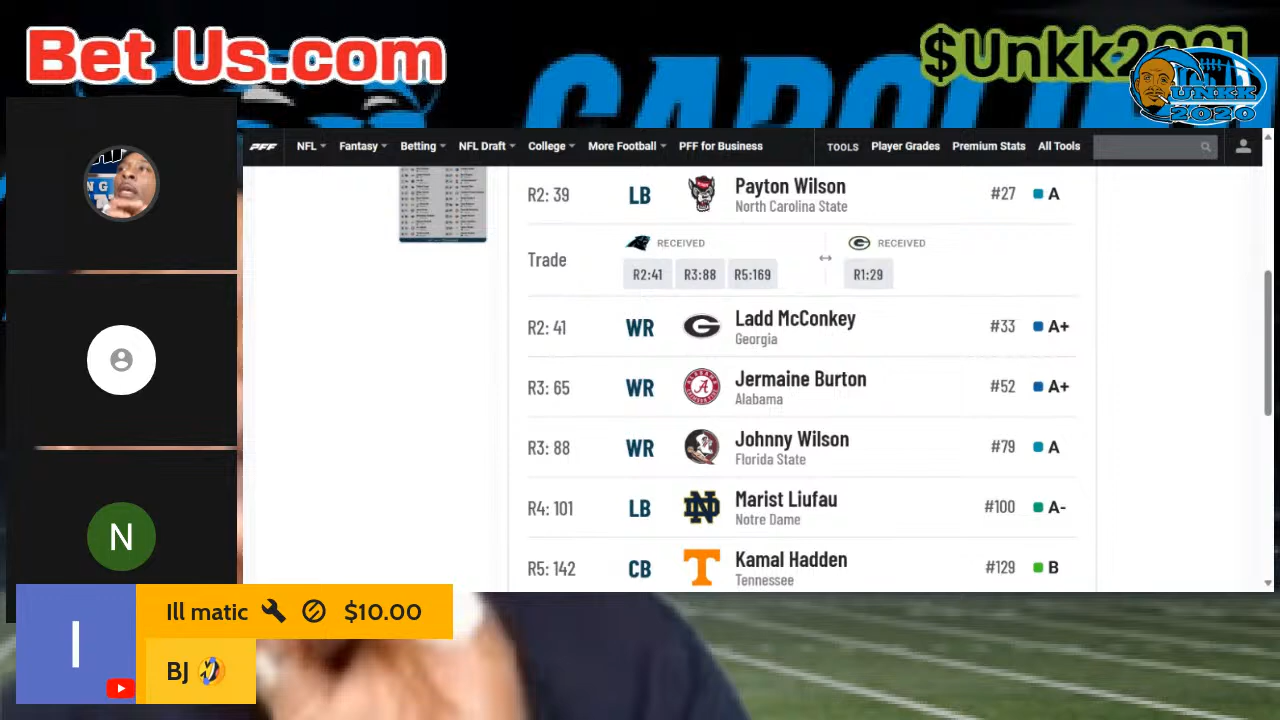 Bet Us.com
$Unkk2021
UNKK
2020
CAROLIN
PFF
NFL
Fantasy
Betting
NFL Draft
College
More Football
PFF for Business
TOOLS
Player Grades
Premium Stats
All Tools
R2: 39 LB Payton Wilson #27 A
North Carolina State
Trade
RECEIVED
R2:41 R3:88 R5:169
RECEIVED
R1:29
R2: 41 WR Ladd McConkey #33 A+
Georgia
R3: 65 WR Jermaine Burton #52 A+
Alabama
R3: 88 WR Johnny Wilson #79 A
Florida State
R4: 101 LB Marist Liufau #100 A-
Notre Dame
R5: 142 CB Kamal Hadden #129 B
Tennessee
N
I
Ill matic $10.00
BJ 🤣